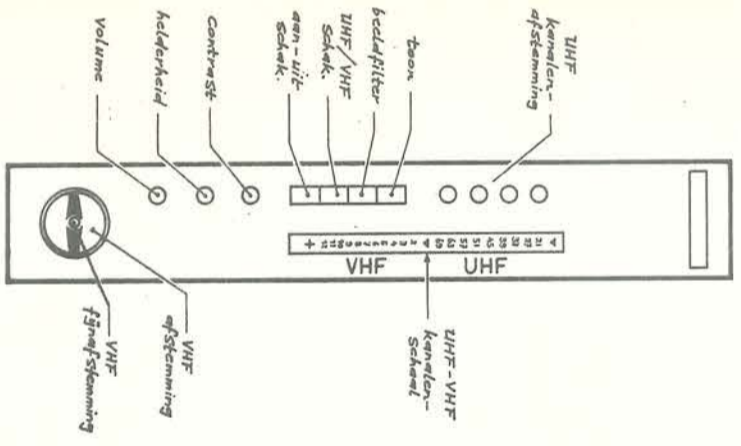 UHF
kanalen-
afstemming
toon
beeldfilter
UHF/VHF
schak.
aan-uit
schak.
contrast
helderheid
volume
UHF
VHF
UHF-VHF
kanalen-
schaal
VHF
afstemming
VHF
fijnafstemming